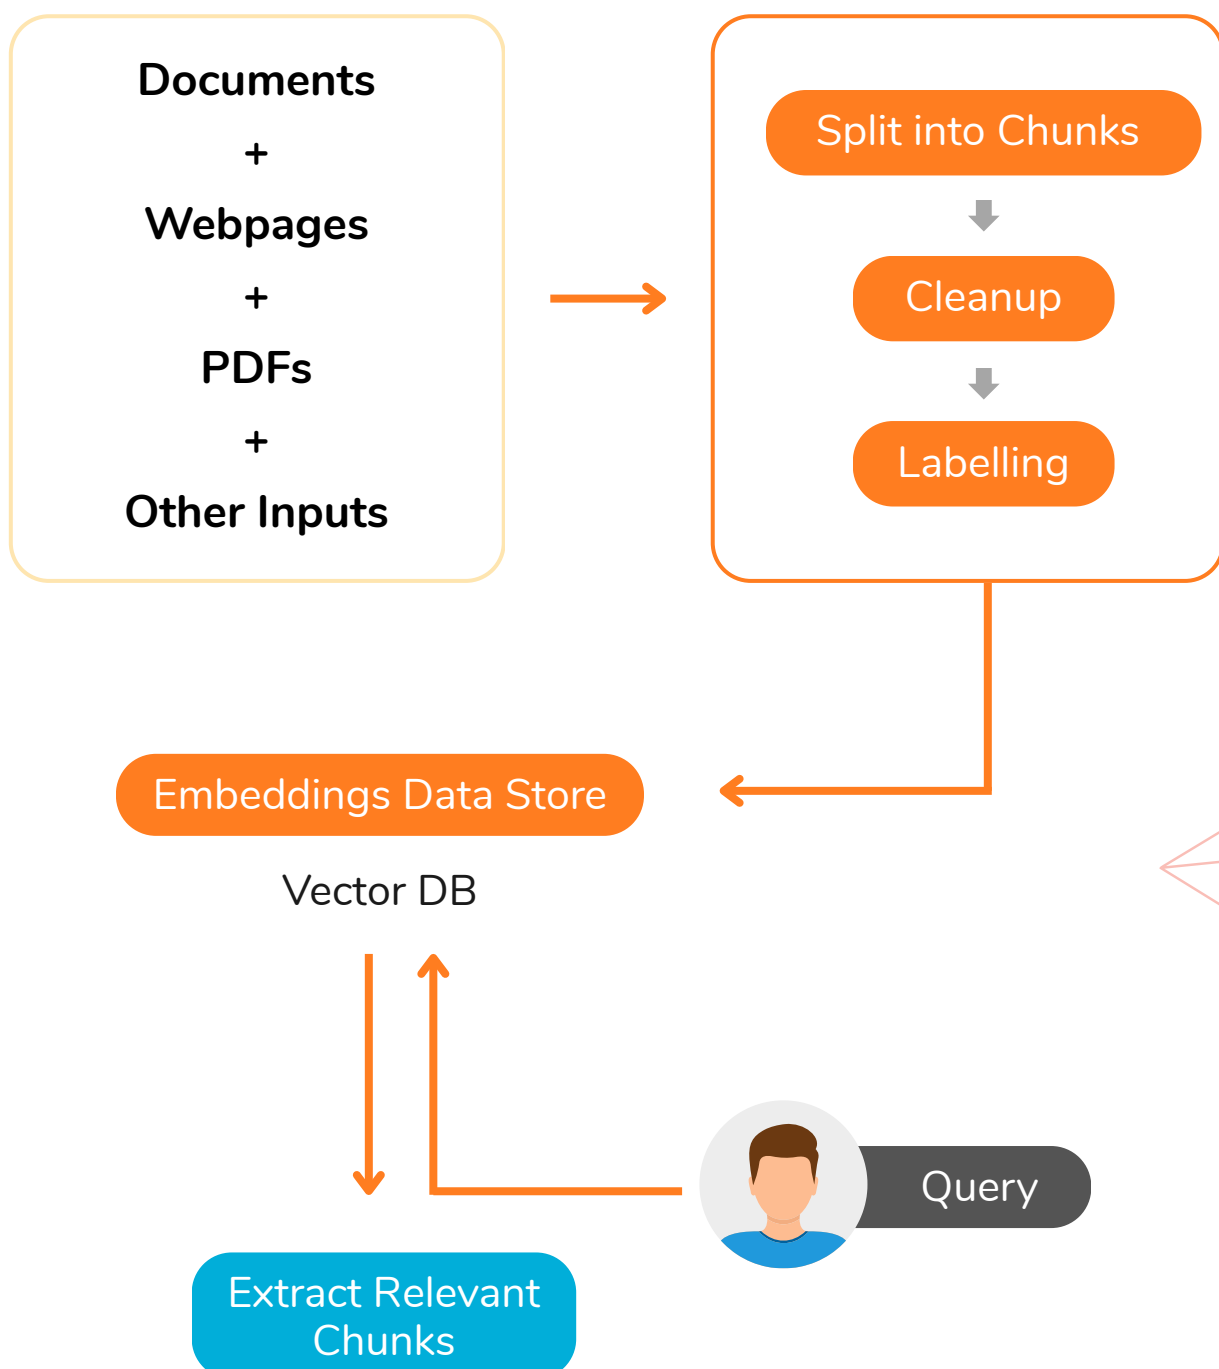 Documents
+
Webpages
+
PDFs
+
Other Inputs
Split into Chunks
Cleanup
Labelling
Embeddings Data Store
Vector DB
Query
Extract Relevant
Chunks